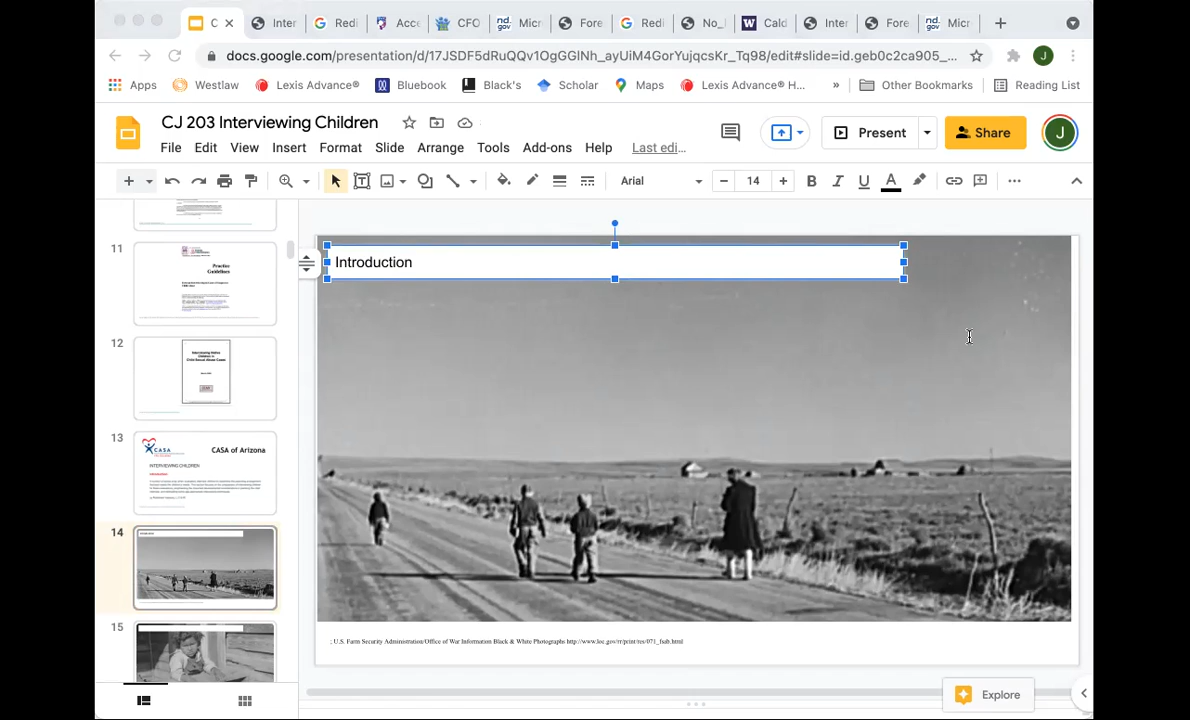 C
Inter
Redi
Acce
CFO
Micr
Fore
Redi
No_I
Cald
Inter
Fore
Micr
docs.google.com/presentation/d/17JSDF5dRuQQv1OgGGlNh_ayUiM4GorYujqcsKr_Tq98/edit#slide=id.geb0c2ca905_...
J
Apps
Westlaw
Lexis Advance®
Bluebook
Black's
Scholar
Maps
Lexis Advance® H...
»
Other Bookmarks
Reading List
CJ 203 Interviewing Children
Present
Share
J
File Edit View Insert Format Slide Arrange Tools Add-ons Help Last edi...
Arial
14
B I U A
11
Practice
Guidelines
12
13
CASA
CASA of Arizona
INTERVIEWING CHILDREN
14
15
Introduction
; U.S. Farm Security Administration/Office of War Information Black & White Photographs http://www.loc.gov/rr/print/res/071_fsab.html
Explore